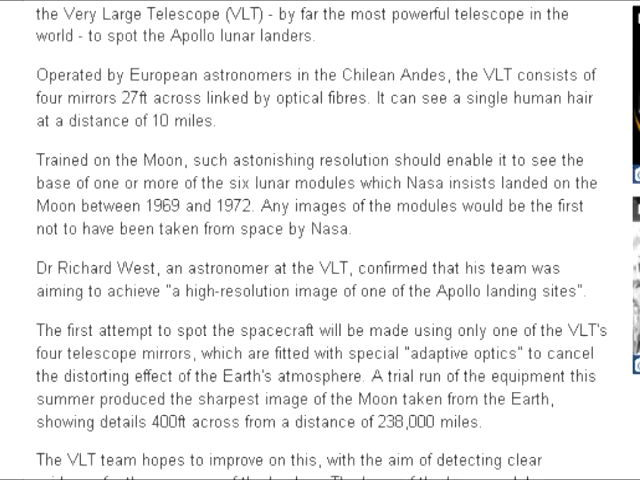 the Very Large Telescope (VLT) - by far the most powerful telescope in the
world - to spot the Apollo lunar landers.
Operated by European astronomers in the Chilean Andes, the VLT consists of
four mirrors 27ft across linked by optical fibres. It can see a single human hair
at a distance of 10 miles.
Trained on the Moon, such astonishing resolution should enable it to see the
base of one or more of the six lunar modules which Nasa insists landed on the
Moon between 1969 and 1972. Any images of the modules would be the first
not to have been taken from space by Nasa.
Dr Richard West, an astronomer at the VLT, confirmed that his team was
aiming to achieve "a high-resolution image of one of the Apollo landing sites".
The first attempt to spot the spacecraft will be made using only one of the VLT's
four telescope mirrors, which are fitted with special "adaptive optics" to cancel
the distorting effect of the Earth's atmosphere. A trial run of the equipment this
summer produced the sharpest image of the Moon taken from the Earth,
showing details 400ft across from a distance of 238,000 miles.
The VLT team hopes to improve on this, with the aim of detecting clear